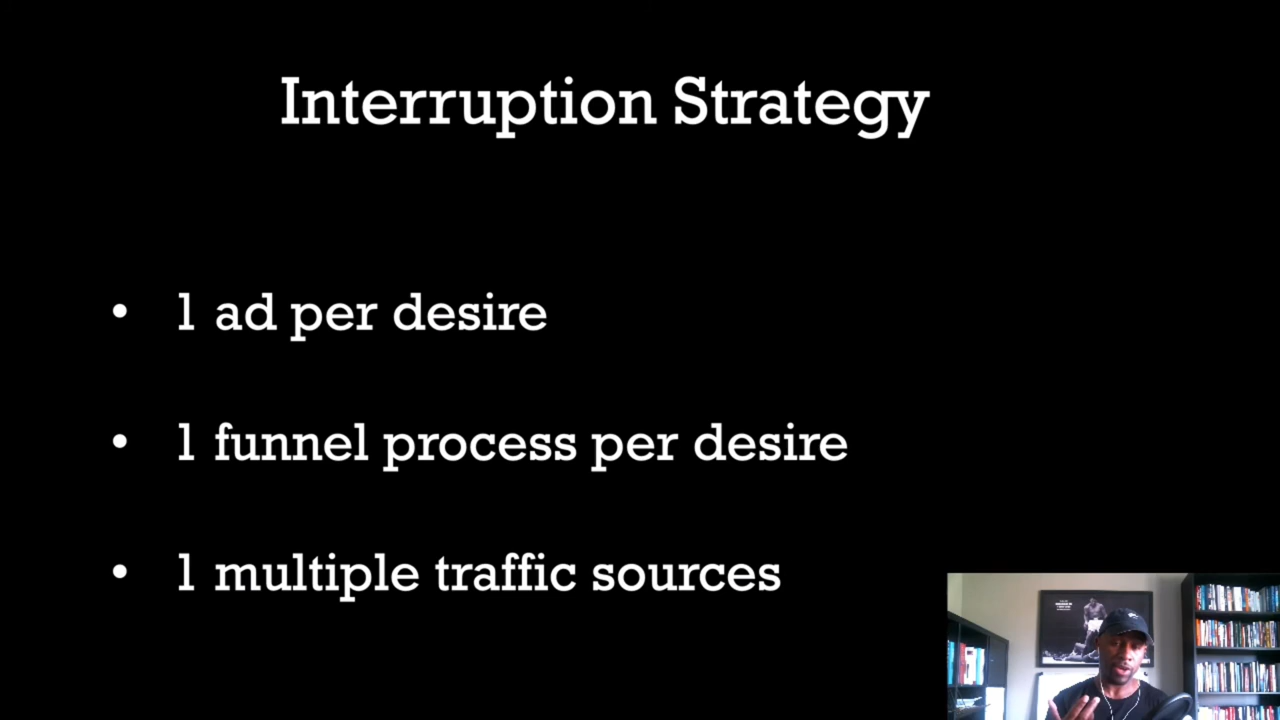 Interruption Strategy
• 1 ad per desire
• 1 funnel process per desire
• 1 multiple traffic sources